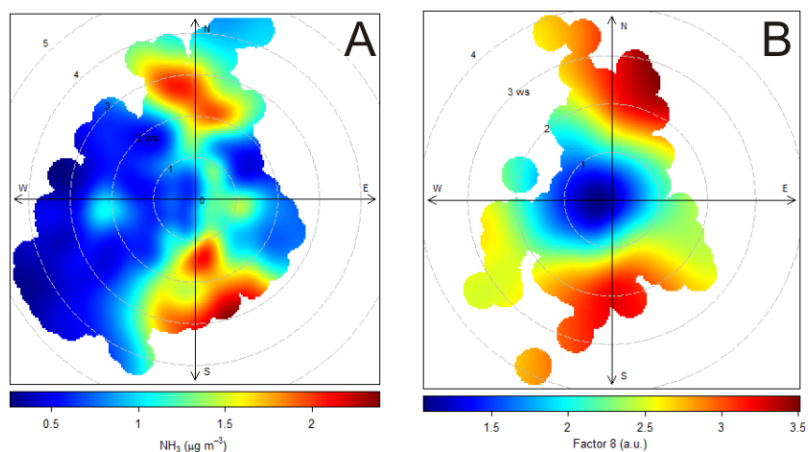 A
N
5
4
3
2 ws
1
W
E
0
S
0.5 1 1.5 2
NH₃ (μg m⁻³)
B
N
4
3 ws
2
1
W
E
S
1.5 2 2.5 3 3.5
Factor 8 (a.u.)